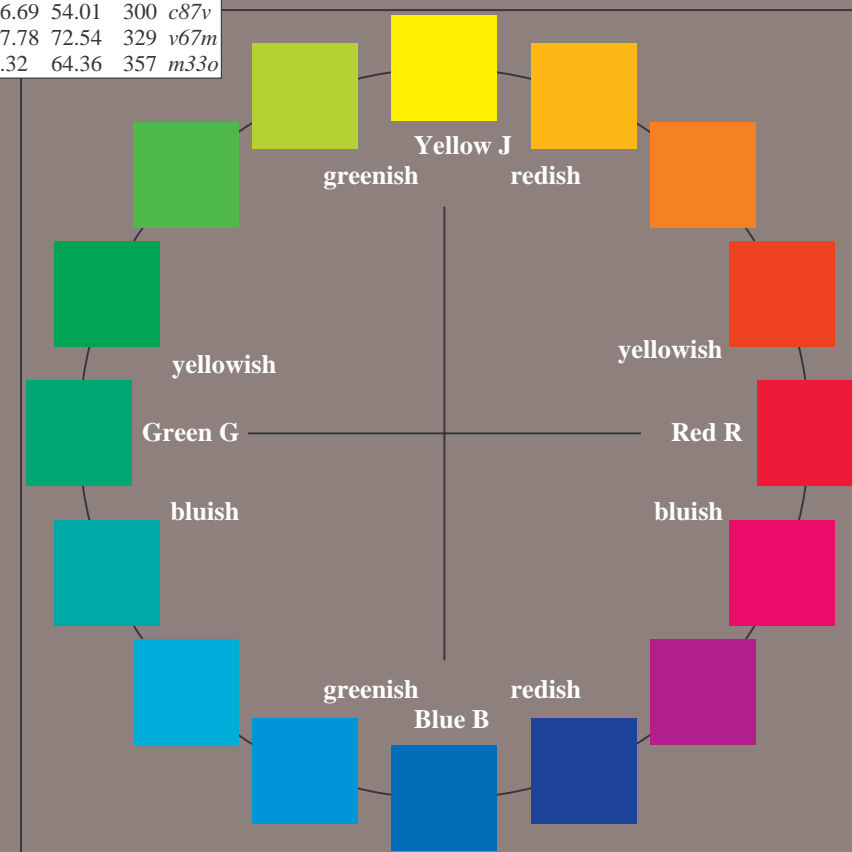 6.69 54.01 300 c87v
7.78 72.54 329 v67m
.32 64.36 357 m33o
Yellow J
greenish redish
yellowish yellowish
Green G Red R
bluish bluish
greenish redish
Blue B